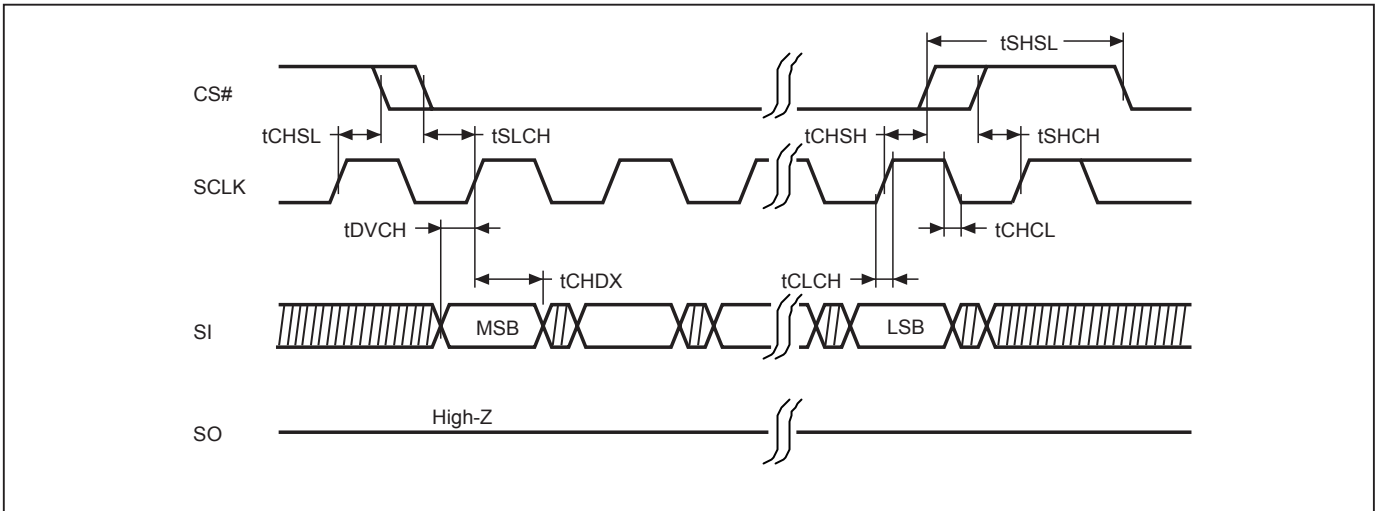 tSHSL
CS#
tCHSL
tSLCH
tCHSH
tSHCH
SCLK
tDVCH
tCHCL
tCHDX
tCLCH
SI
MSB
LSB
High-Z
SO